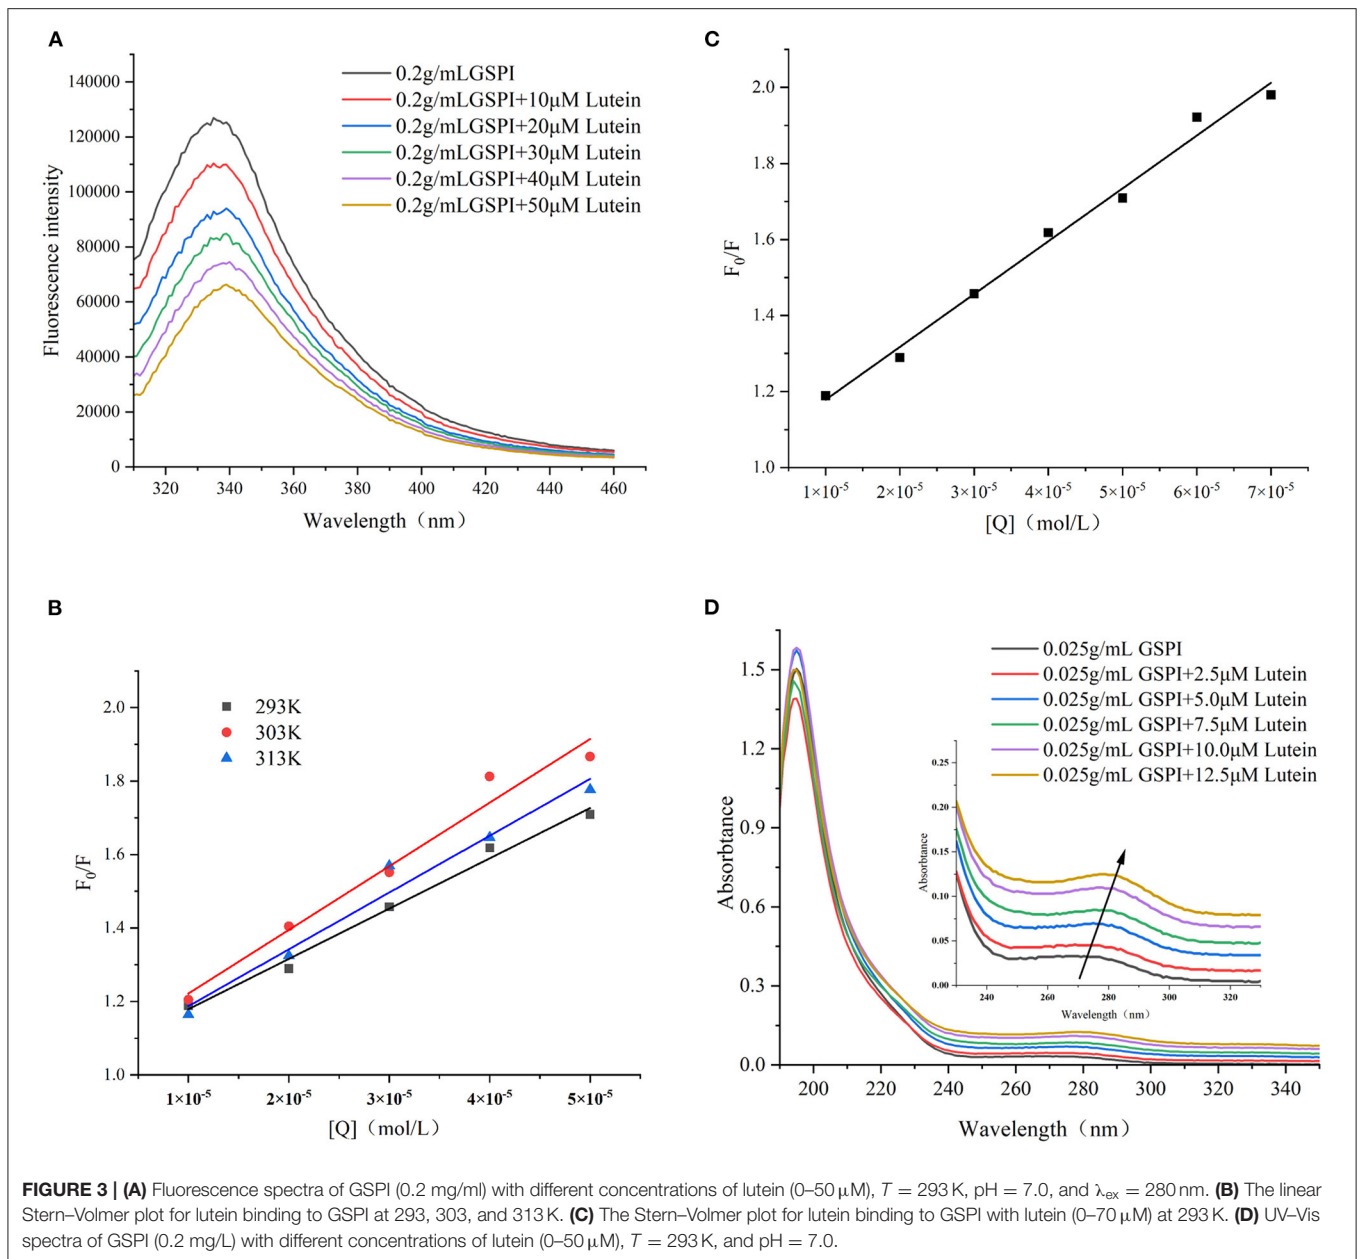 A
140000
120000
100000
80000
60000
40000
20000
0
Fluorescence intensity
320 340 360 380 400 420 440 460
Wavelength（nm）
0.2g/mLGSPI
0.2g/mLGSPI+10μM Lutein
0.2g/mLGSPI+20μM Lutein
0.2g/mLGSPI+30μM Lutein
0.2g/mLGSPI+40μM Lutein
0.2g/mLGSPI+50μM Lutein
C
2.0
1.8
1.6
1.4
1.2
1.0
F₀/F
1×10⁻⁵ 2×10⁻⁵ 3×10⁻⁵ 4×10⁻⁵ 5×10⁻⁵ 6×10⁻⁵ 7×10⁻⁵
[Q]（mol/L）
B
2.0
1.8
1.6
1.4
1.2
1.0
F₀/F
293K
303K
313K
1×10⁻⁵ 2×10⁻⁵ 3×10⁻⁵ 4×10⁻⁵ 5×10⁻⁵
[Q]（mol/L）
D
1.5
1.2
0.9
0.6
0.3
0.0
Absorbtance
200 220 240 260 280 300 320 340
Wavelength（nm）
0.025g/mL GSPI
0.025g/mL GSPI+2.5μM Lutein
0.025g/mL GSPI+5.0μM Lutein
0.025g/mL GSPI+7.5μM Lutein
0.025g/mL GSPI+10.0μM Lutein
0.025g/mL GSPI+12.5μM Lutein
0.25
0.20
0.15
0.10
0.05
0.00
Absorbtance
240 260 280 300 320
Wavelength（nm）
FIGURE 3 | (A) Fluorescence spectra of GSPI (0.2 mg/ml) with different concentrations of lutein (0–50 μM), T = 293 K, pH = 7.0, and λex = 280 nm. (B) The linear
Stern–Volmer plot for lutein binding to GSPI at 293, 303, and 313 K. (C) The Stern–Volmer plot for lutein binding to GSPI with lutein (0–70 μM) at 293 K. (D) UV–Vis
spectra of GSPI (0.2 mg/L) with different concentrations of lutein (0–50 μM), T = 293 K, and pH = 7.0.